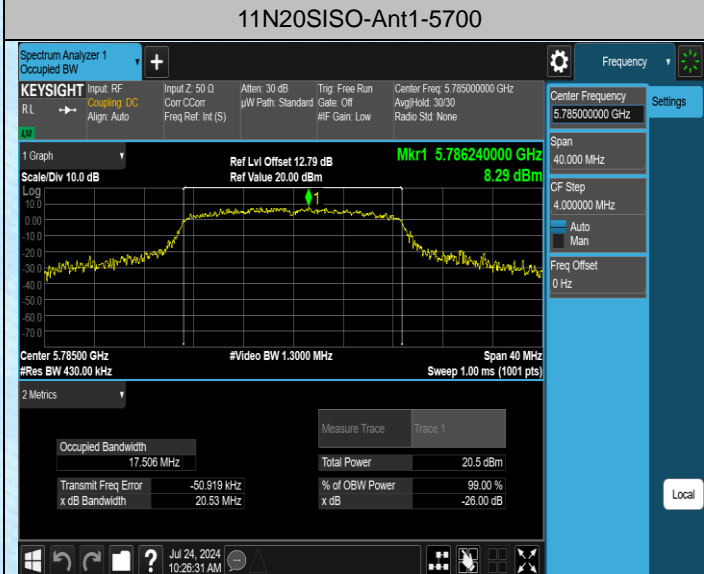 11N20SISO-Ant1-5700
Spectrum Analyzer 1
Occupied BW
Frequency
KEYSIGHT
RL
Input: RF
Coupling: DC
Align: Auto
Input Z: 50 Ω
Corr CCorr
Freq Ref: Int (S)
Atten: 30 dB
µW Path: Standard
Trig: Free Run
Gate: Off
#IF Gain: Low
Center Freq: 5.785000000 GHz
Avg|Hold: 30/30
Radio Std: None
LXI
Center Frequency
5.785000000 GHz
Settings
Span
40.000 MHz
CF Step
4.000000 MHz
Auto
Man
Freq Offset
0 Hz
Local
1 Graph
Scale/Div 10.0 dB
Ref Lvl Offset 12.79 dB
Ref Value 20.00 dBm
Mkr1 5.786240000 GHz
8.29 dBm
Log
10.0
0.00
-10.0
-20.0
-30.0
-40.0
-50.0
-60.0
-70.0
1
Center 5.78500 GHz
#Video BW 1.3000 MHz
Span 40 MHz
#Res BW 430.00 kHz
Sweep 1.00 ms (1001 pts)
2 Metrics
Measure Trace
Trace 1
Occupied Bandwidth
17.506 MHz
Total Power
20.5 dBm
Transmit Freq Error
-50.919 kHz
% of OBW Power
99.00 %
x dB Bandwidth
20.53 MHz
x dB
-26.00 dB
Jul 24, 2024
10:26:31 AM